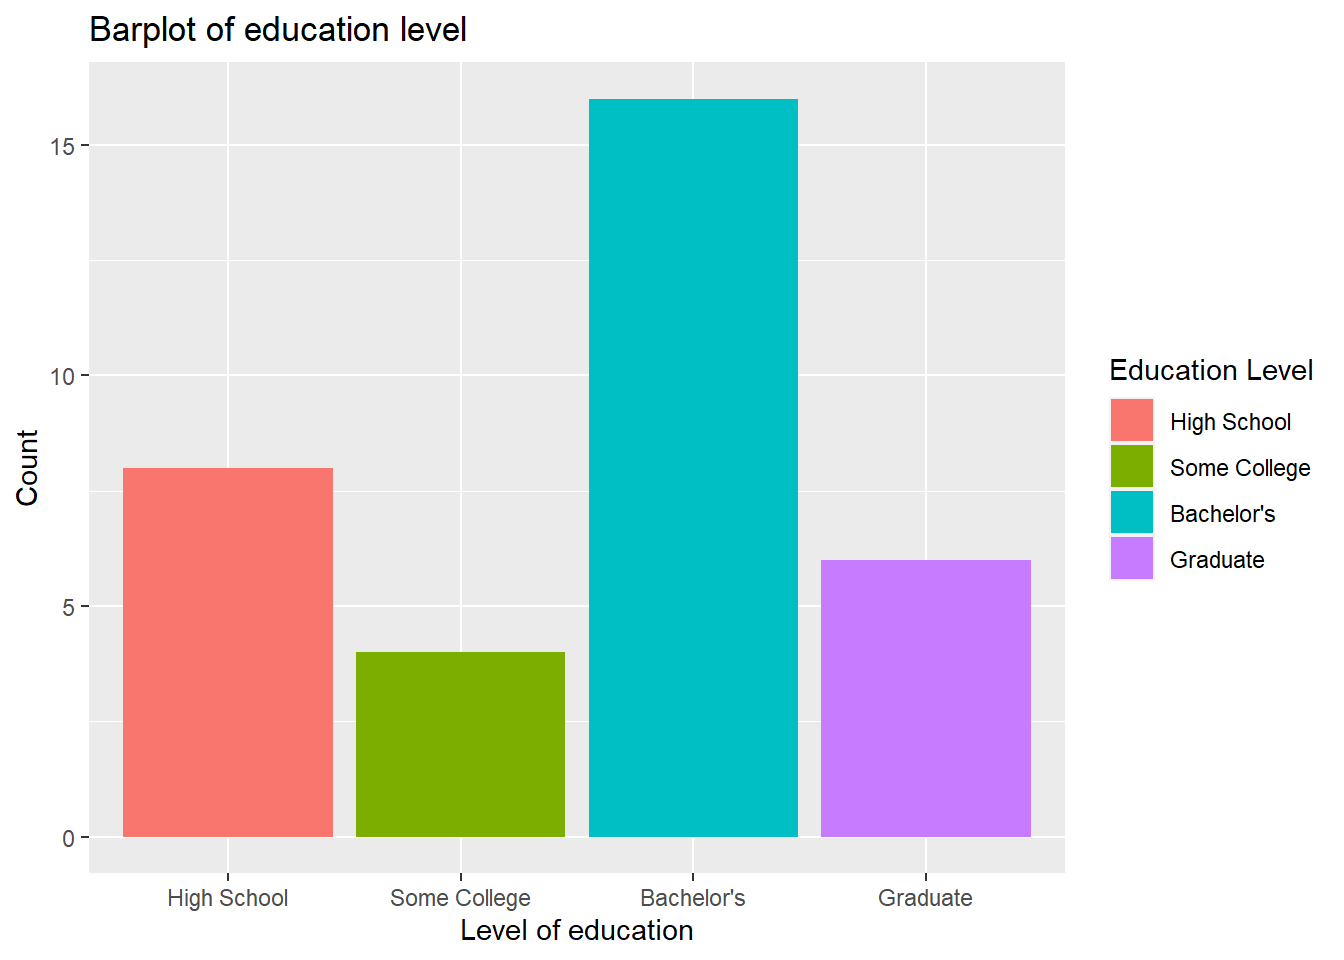 Barplot of education level
15
10
5
0
Count
High School Some College Bachelor's Graduate
Level of education
Education Level
High School
Some College
Bachelor's
Graduate